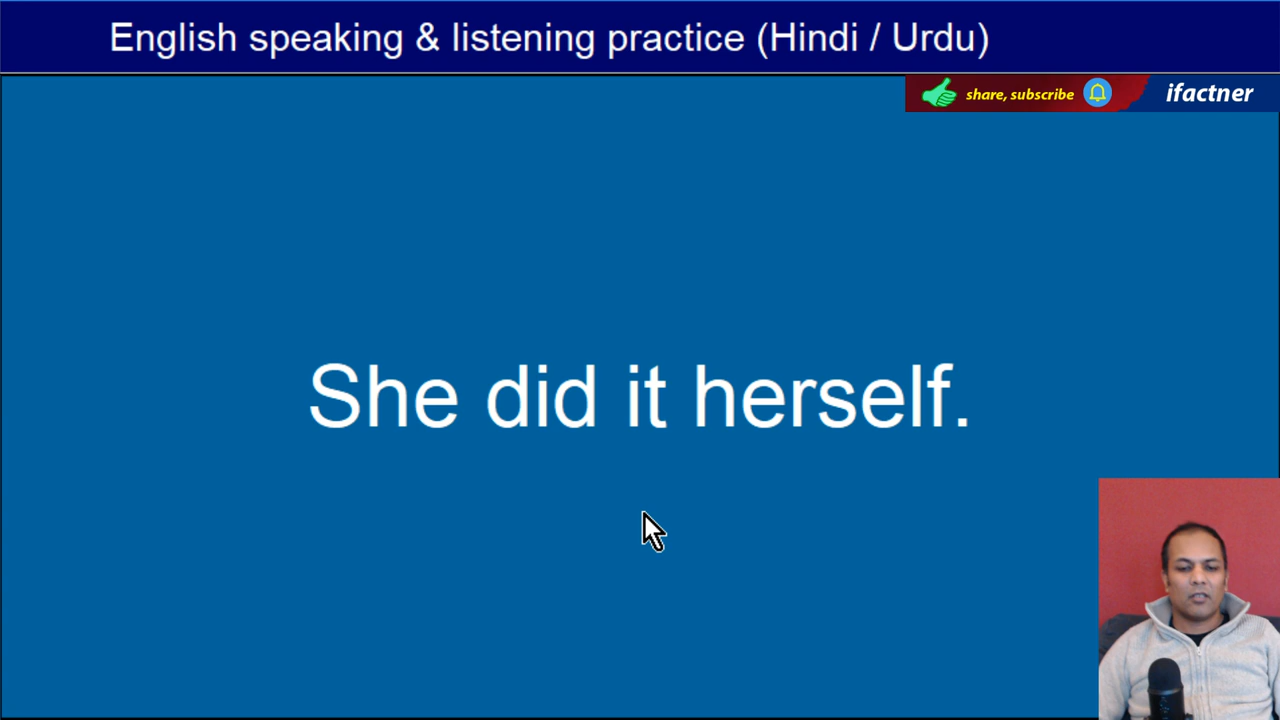 English speaking & listening practice (Hindi / Urdu)
share, subscribe
ifactner
She did it herself.